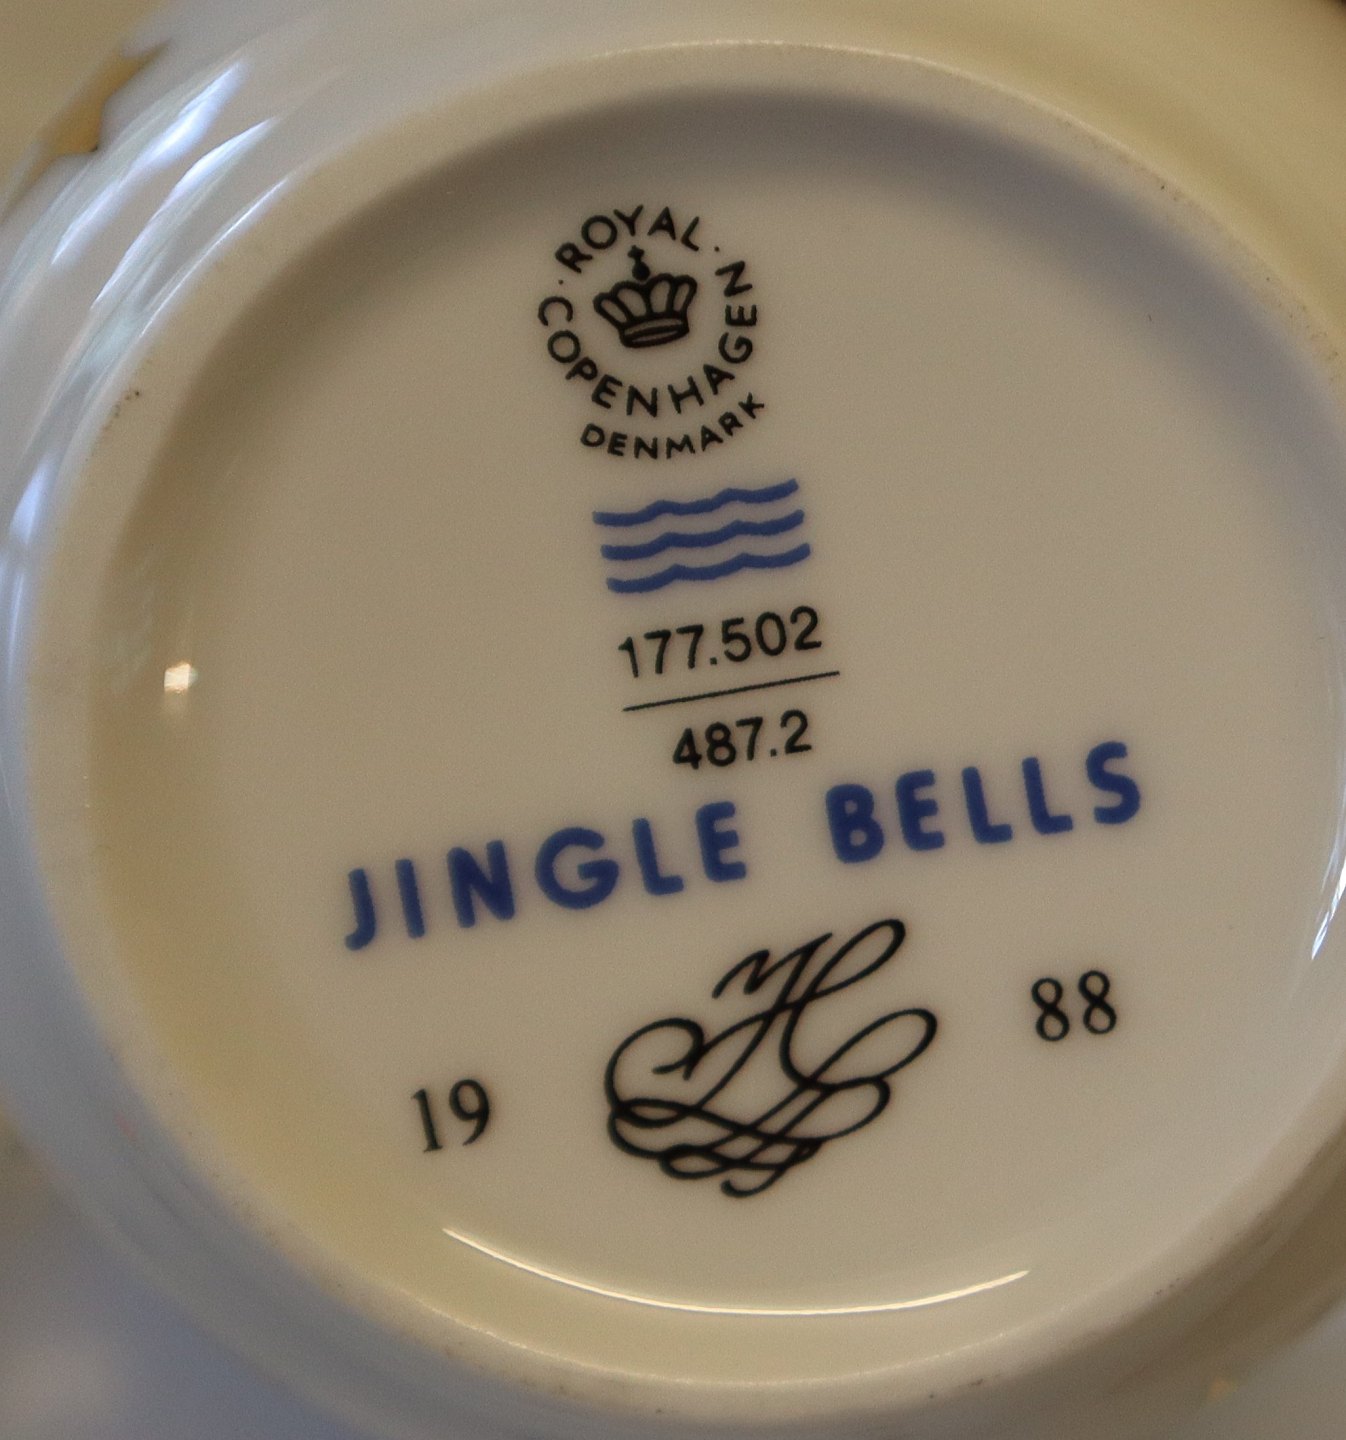 ROYAL
COPENHAGEN
DENMARK
177.502
487.2
JINGLE BELLS
19 88